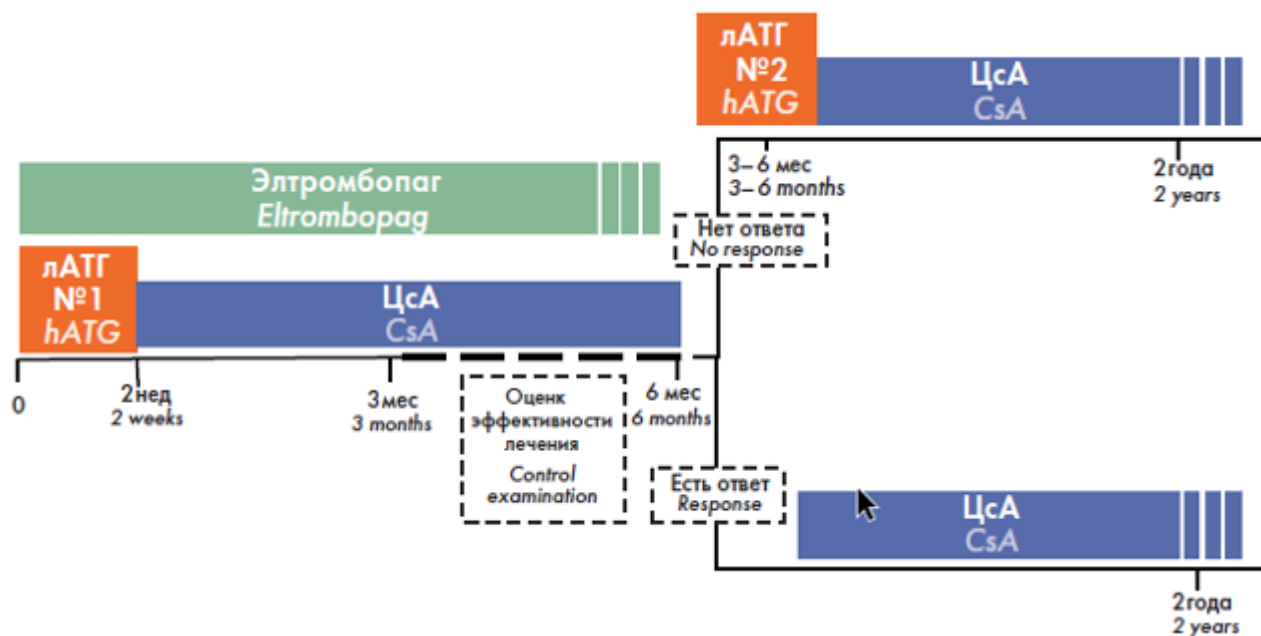 лАТГ
№2
hATG
ЦсА
CsA
3–6 мес
3–6 months
2 года
2 years
Элтромбопаг
Eltrombopag
Нет ответа
No response
лАТГ
№1
hATG
ЦсА
CsA
0
2 нед
2 weeks
3 мес
3 months
Оценк
эффективности
лечения
Control
examination
6 мес
6 months
Есть ответ
Response
ЦсА
CsA
2 года
2 years